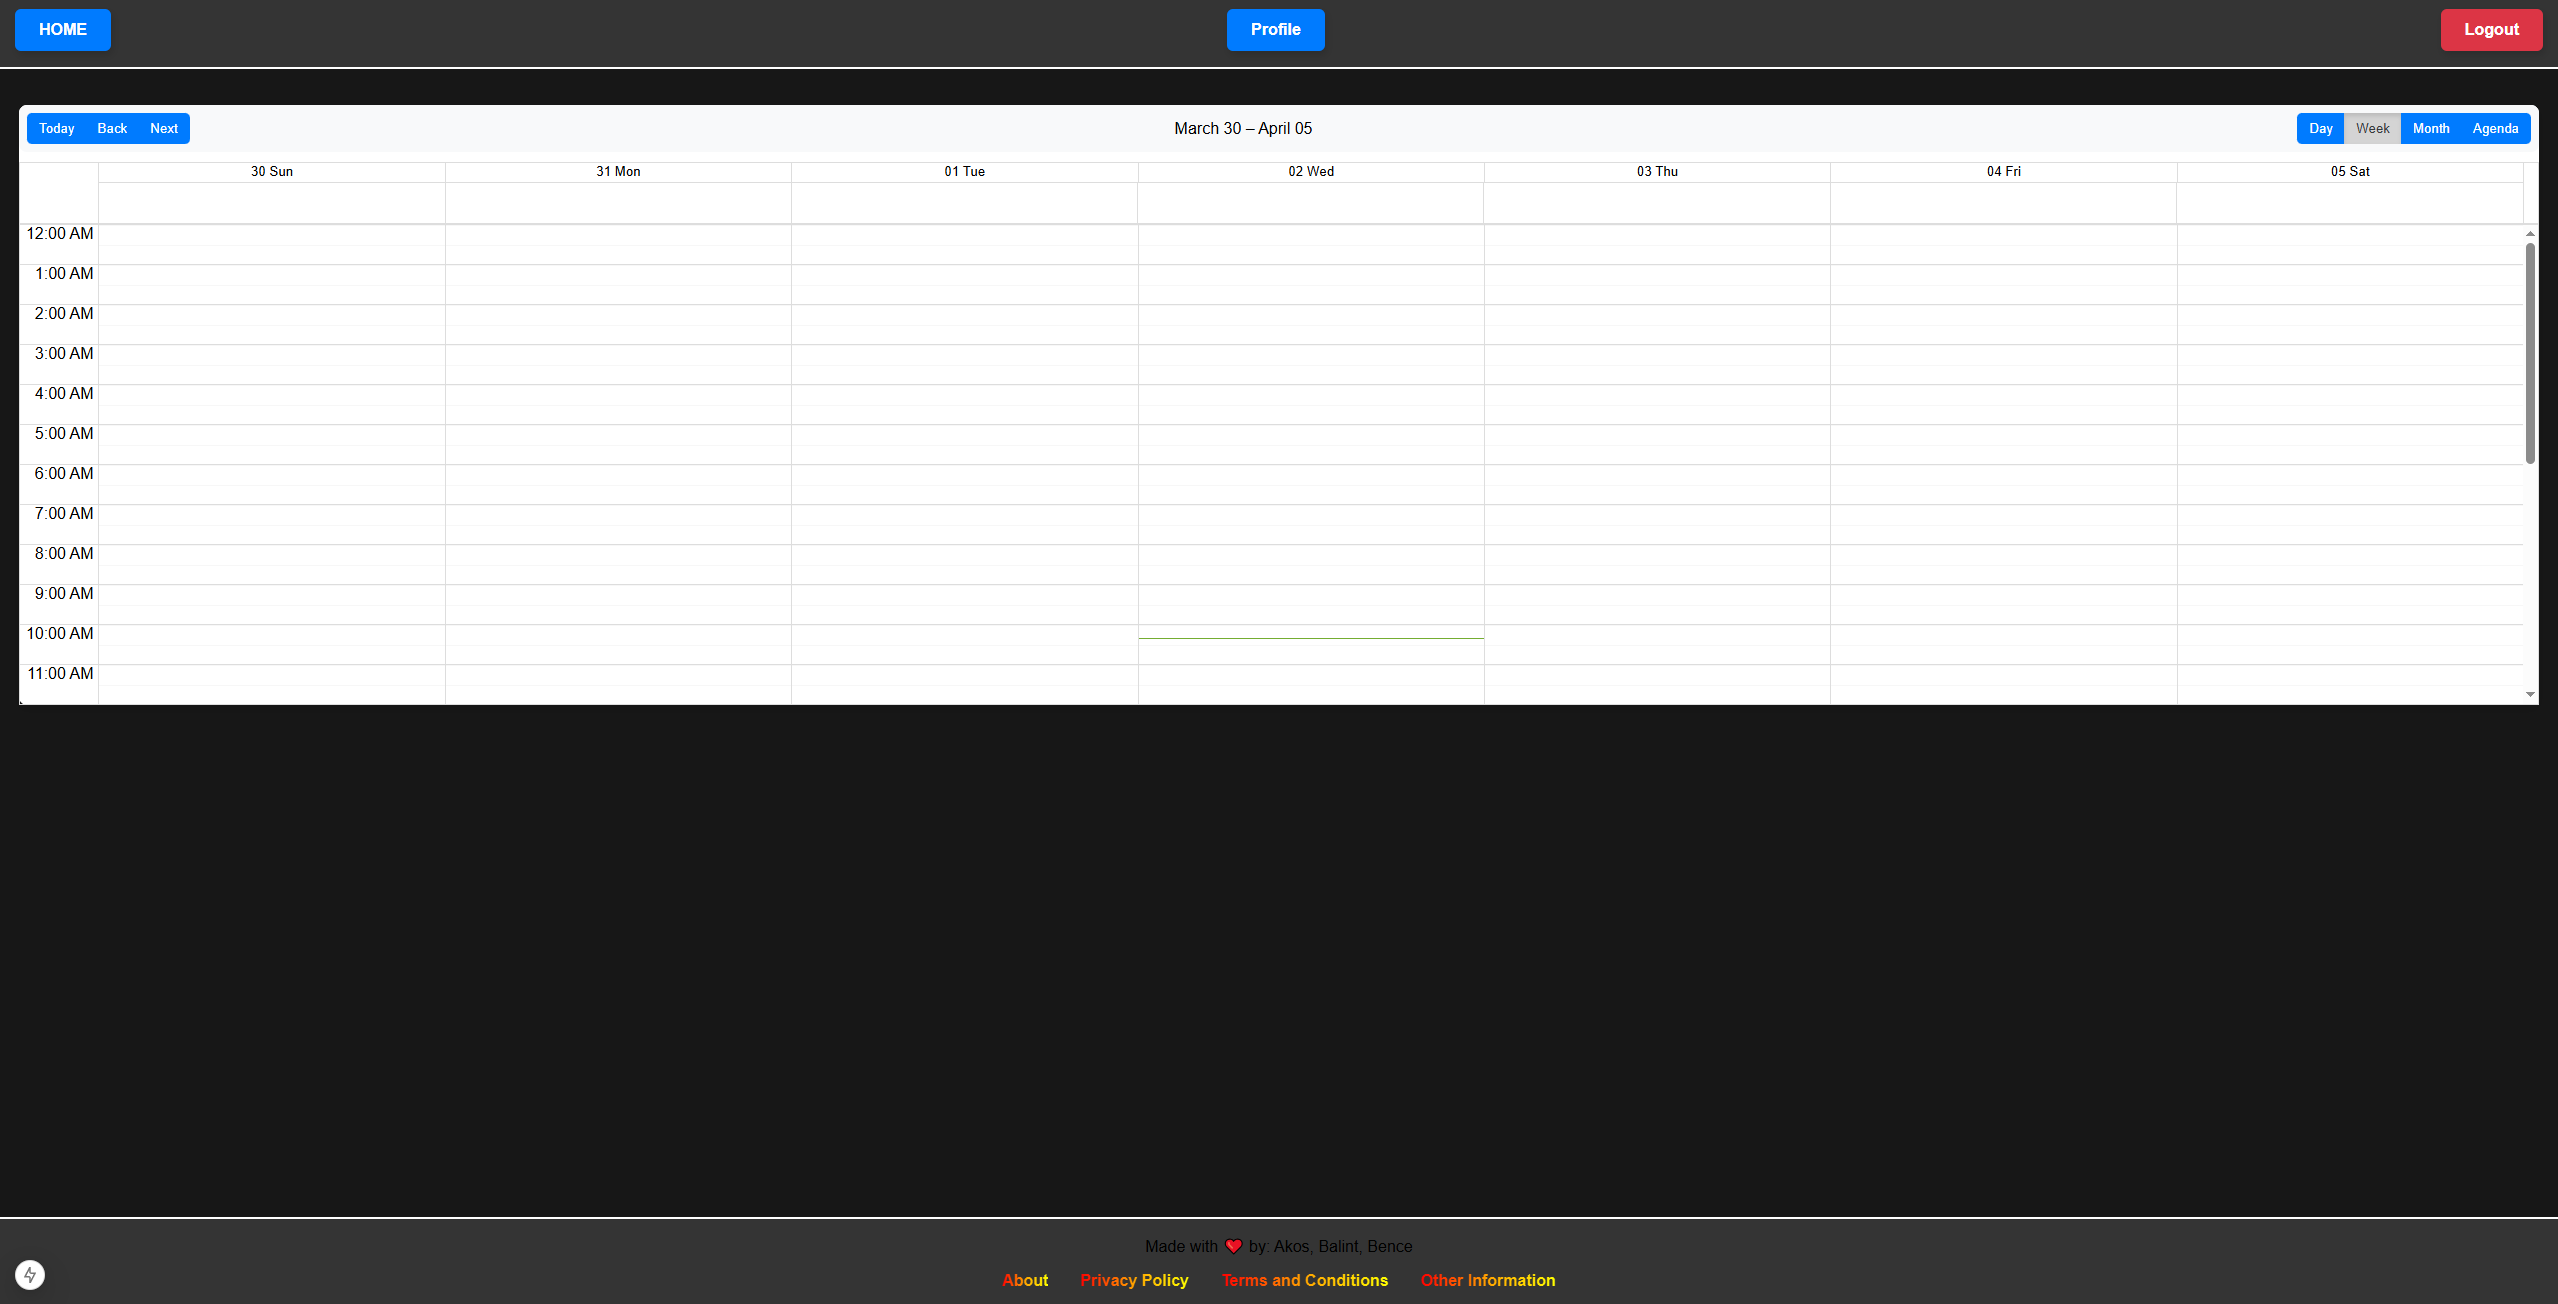 HOME Profile Logout
Today Back Next March 30 – April 05 Day Week Month Agenda
30 Sun 31 Mon 01 Tue 02 Wed 03 Thu 04 Fri 05 Sat
12:00 AM
1:00 AM
2:00 AM
3:00 AM
4:00 AM
5:00 AM
6:00 AM
7:00 AM
8:00 AM
9:00 AM
10:00 AM
11:00 AM
Made with ❤️ by: Akos, Balint, Bence
About Privacy Policy Terms and Conditions Other Information